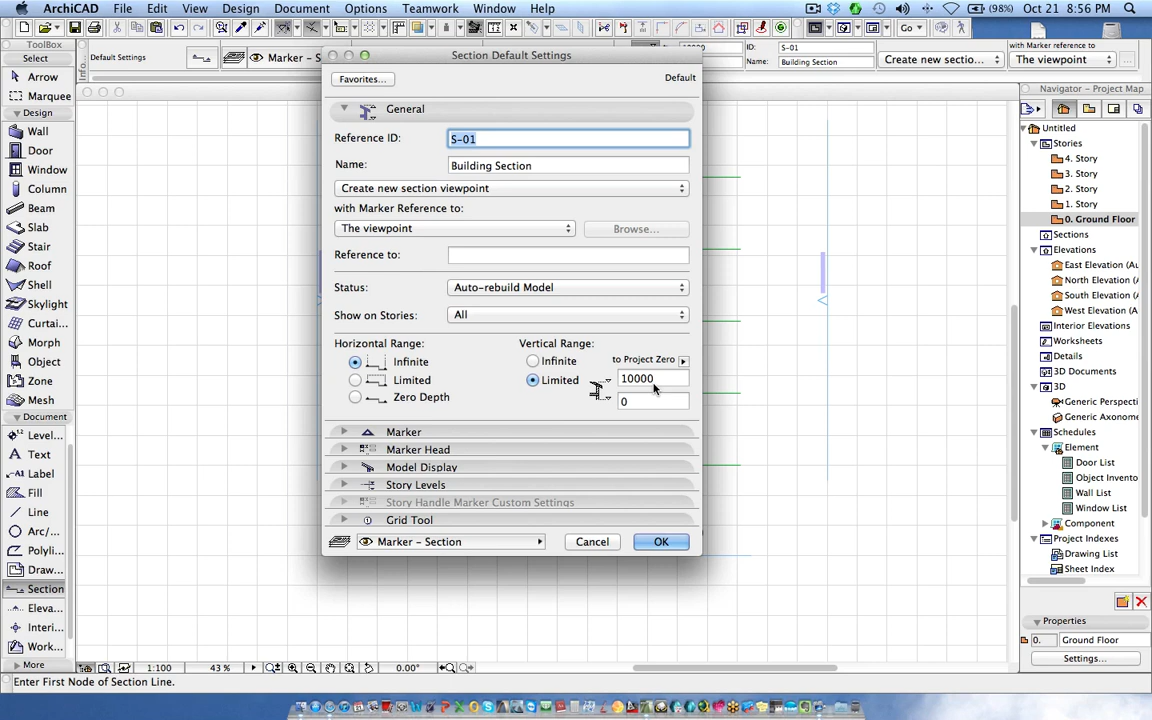 ArchiCAD File Edit View Design Document Options Teamwork Window Help (98%) Oct 21 8:56 PM
ToolBox
Select
Arrow
Marquee
Design
Wall
Door
Window
Column
Beam
Slab
Stair
Roof
Shell
Skylight
Curtai...
Morph
Object
Zone
Mesh
Document
Level...
Text
Label
Fill
Line
Arc/...
Polyli...
Draw...
Section
Eleva...
Interi...
Work...
More
Go
Info.
Default Settings
Marker - S
10000
ID:
S-01
Name:
Building Section
Create new sectio...
with Marker reference to:
The viewpoint
...
Section Default Settings
Favorites...
Default
General
Reference ID:
S-01
Name:
Building Section
Create new section viewpoint
with Marker Reference to:
The viewpoint
Browse...
Reference to:
Status:
Auto-rebuild Model
Show on Stories:
All
Horizontal Range:
Infinite
Limited
Zero Depth
Vertical Range:
Infinite
to Project Zero
Limited
10000
0
Marker
Marker Head
Model Display
Story Levels
Story Handle Marker Custom Settings
Grid Tool
Marker - Section
Cancel
OK
Navigator - Project Map
Untitled
Stories
4. Story
3. Story
2. Story
1. Story
0. Ground Floor
Sections
Elevations
East Elevation (Au
North Elevation (A
South Elevation (A
West Elevation (A
Interior Elevations
Worksheets
Details
3D Documents
3D
Generic Perspecti
Generic Axonome
Schedules
Element
Door List
Object Invento
Wall List
Window List
Component
Project Indexes
Drawing List
Sheet Index
Properties
0.
Ground Floor
Settings...
1:100
43 %
0.00°
Enter First Node of Section Line.